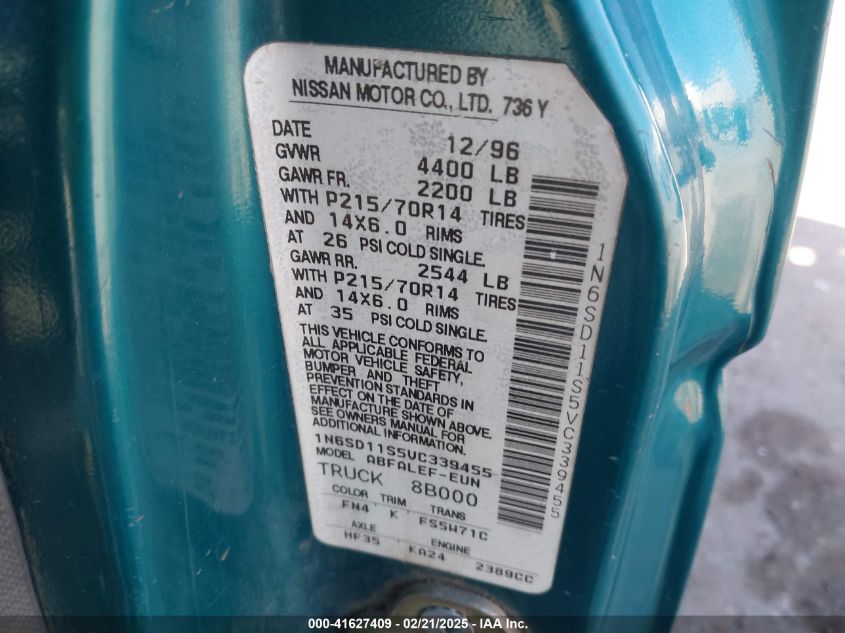 MANUFACTURED BY
NISSAN MOTOR CO., LTD. 736 Y
DATE 12/96
GVWR 4400 LB
GAWR FR. 2200 LB
WITH P215/70R14 TIRES
AND 14X6.0 RIMS
AT 26 PSI COLD SINGLE.
GAWR RR. 2544 LB
WITH P215/70R14 TIRES
AND 14X6.0 RIMS
AT 35 PSI COLD SINGLE.
THIS VEHICLE CONFORMS TO
ALL APPLICABLE FEDERAL
MOTOR VEHICLE SAFETY,
BUMPER AND THEFT
PREVENTION STANDARDS IN
EFFECT ON THE DATE OF
MANUFACTURE SHOWN ABOVE.
SEE OWNERS MANUAL FOR
ADDITIONAL INFORMATION.
1N6SD11S5VC339455
MODEL ABFALEF-EUN
TRUCK 8B000
COLOR TRIM TRANS
FN4 K FS5W71C
AXLE ENGINE
HF35 KA24 2389CC
1N6SD11S5VC339455
000-41627409 - 02/21/2025 - IAA, Inc.